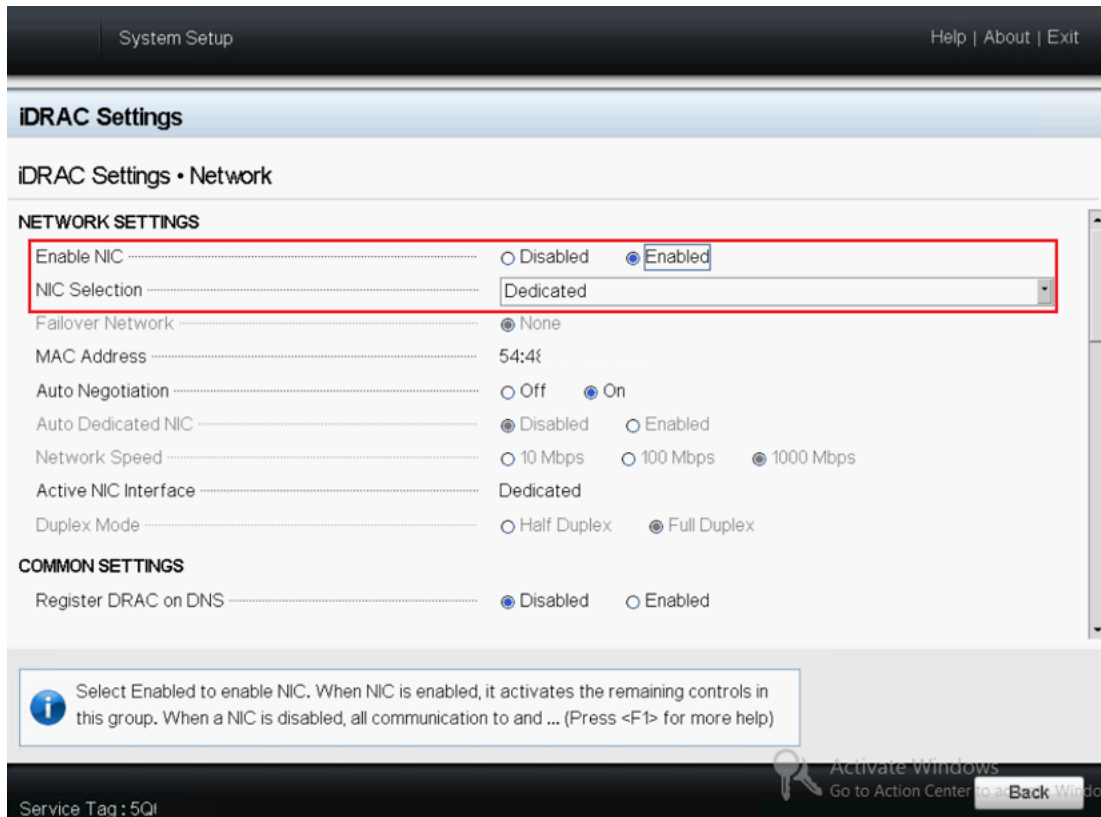 System Setup
Help | About | Exit
iDRAC Settings
iDRAC Settings • Network
NETWORK SETTINGS
Enable NIC Disabled Enabled
NIC Selection Dedicated
Failover Network None
MAC Address 54:48
Auto Negotiation Off On
Auto Dedicated NIC Disabled Enabled
Network Speed 10 Mbps 100 Mbps 1000 Mbps
Active NIC Interface Dedicated
Duplex Mode Half Duplex Full Duplex
COMMON SETTINGS
Register DRAC on DNS Disabled Enabled
Select Enabled to enable NIC. When NIC is enabled, it activates the remaining controls in
this group. When a NIC is disabled, all communication to and ... (Press <F1> for more help)
Activate Windows
Go to Action Center to
Back
Service Tag : 5Q